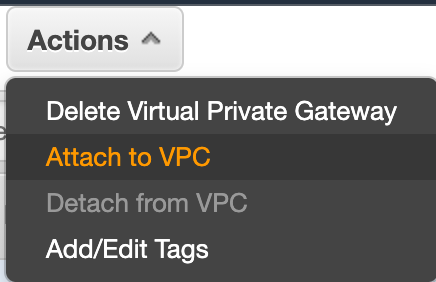 Actions
Delete Virtual Private Gateway
Attach to VPC
Detach from VPC
Add/Edit Tags